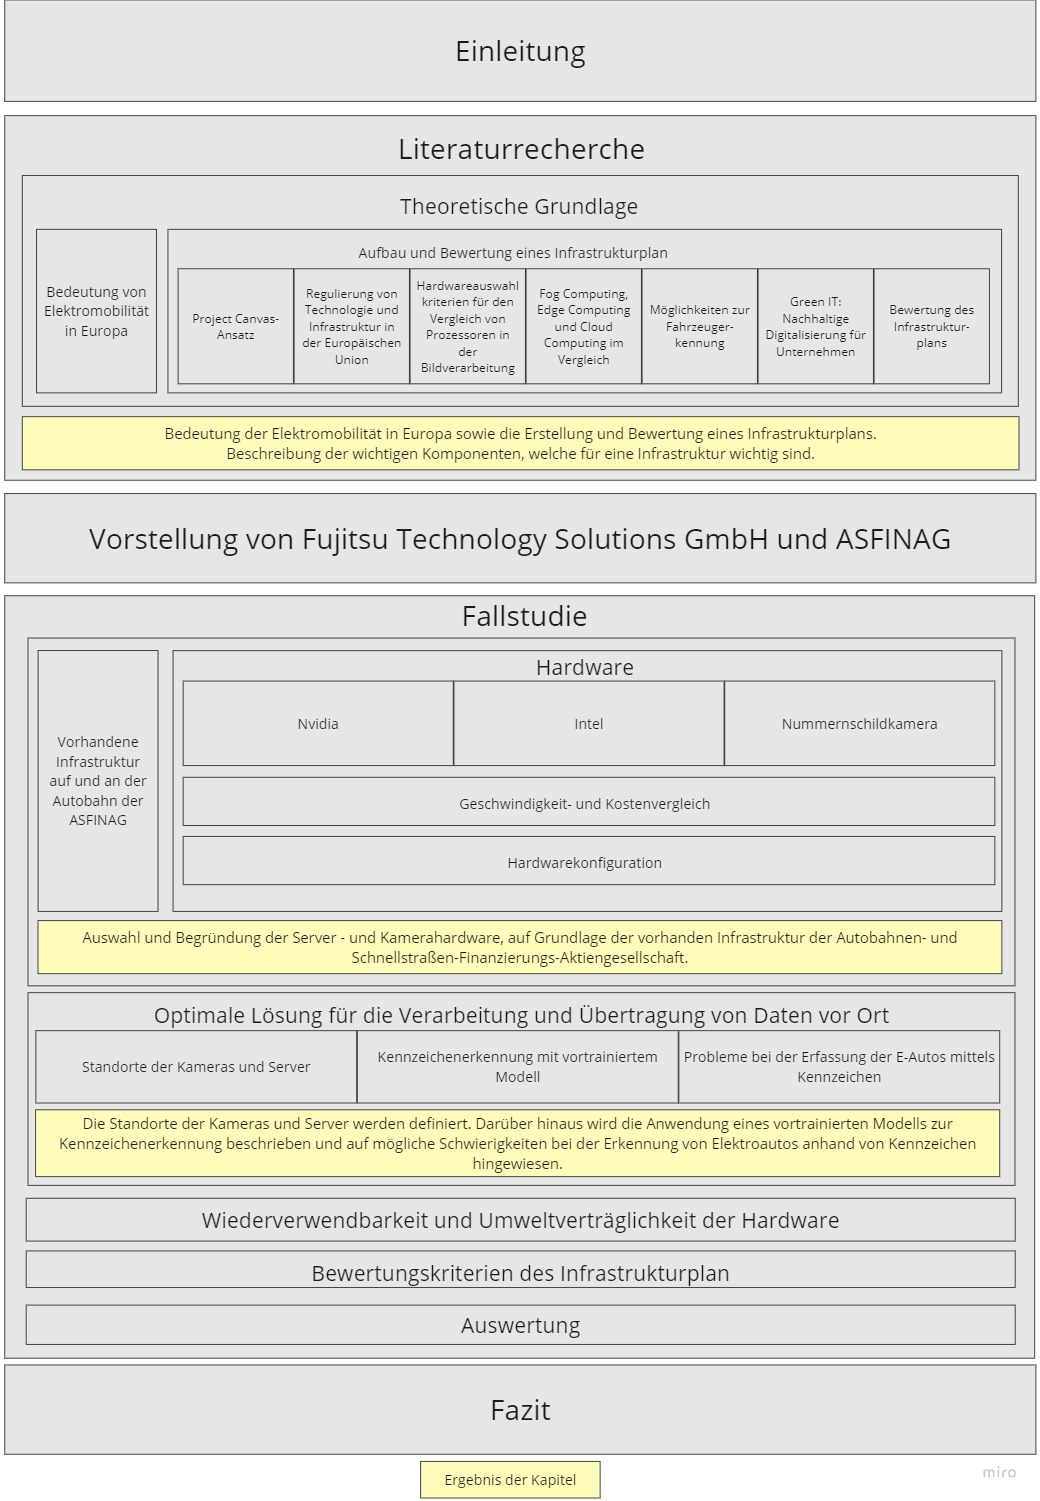 Einleitung
Literaturrecherche
Theoretische Grundlage
Bedeutung von
Elektromobilität
in Europa
Aufbau und Bewertung eines Infrastrukturplan
Project Canvas-
Ansatz
Regulierung von
Technologie und
Infrastruktur in
der Europäischen
Union
Hardwareauswahl
kriterien für den
Vergleich von
Prozessoren in
der
Bildverarbeitung
Fog Computing,
Edge Computing
und Cloud
Computing im
Vergleich
Möglichkeiten zur
Fahrzeuger-
kennung
Green IT:
Nachhaltige
Digitalisierung für
Unternehmen
Bewertung des
Infrastruktur-
plans
Bedeutung der Elektromobilität in Europa sowie die Erstellung und Bewertung eines Infrastrukturplans.
Beschreibung der wichtigen Komponenten, welche für eine Infrastruktur wichtig sind.
Vorstellung von Fujitsu Technology Solutions GmbH und ASFINAG
Fallstudie
Vorhandene
Infrastruktur
auf und an der
Autobahn der
ASFINAG
Hardware
Nvidia
Intel
Nummernschildkamera
Geschwindigkeit- und Kostenvergleich
Hardwarekonfiguration
Auswahl und Begründung der Server - und Kamerahardware, auf Grundlage der vorhanden Infrastruktur der Autobahnen- und
Schnellstraßen-Finanzierungs-Aktiengesellschaft.
Optimale Lösung für die Verarbeitung und Übertragung von Daten vor Ort
Standorte der Kameras und Server
Kennzeichenerkennung mit vortrainiertem
Modell
Probleme bei der Erfassung der E-Autos mittels
Kennzeichen
Die Standorte der Kameras und Server werden definiert. Darüber hinaus wird die Anwendung eines vortrainierten Modells zur
Kennzeichenerkennung beschrieben und auf mögliche Schwierigkeiten bei der Erkennung von Elektroautos anhand von Kennzeichen
hingewiesen.
Wiederverwendbarkeit und Umweltverträglichkeit der Hardware
Bewertungskriterien des Infrastrukturplan
Auswertung
Fazit
Ergebnis der Kapitel
miro